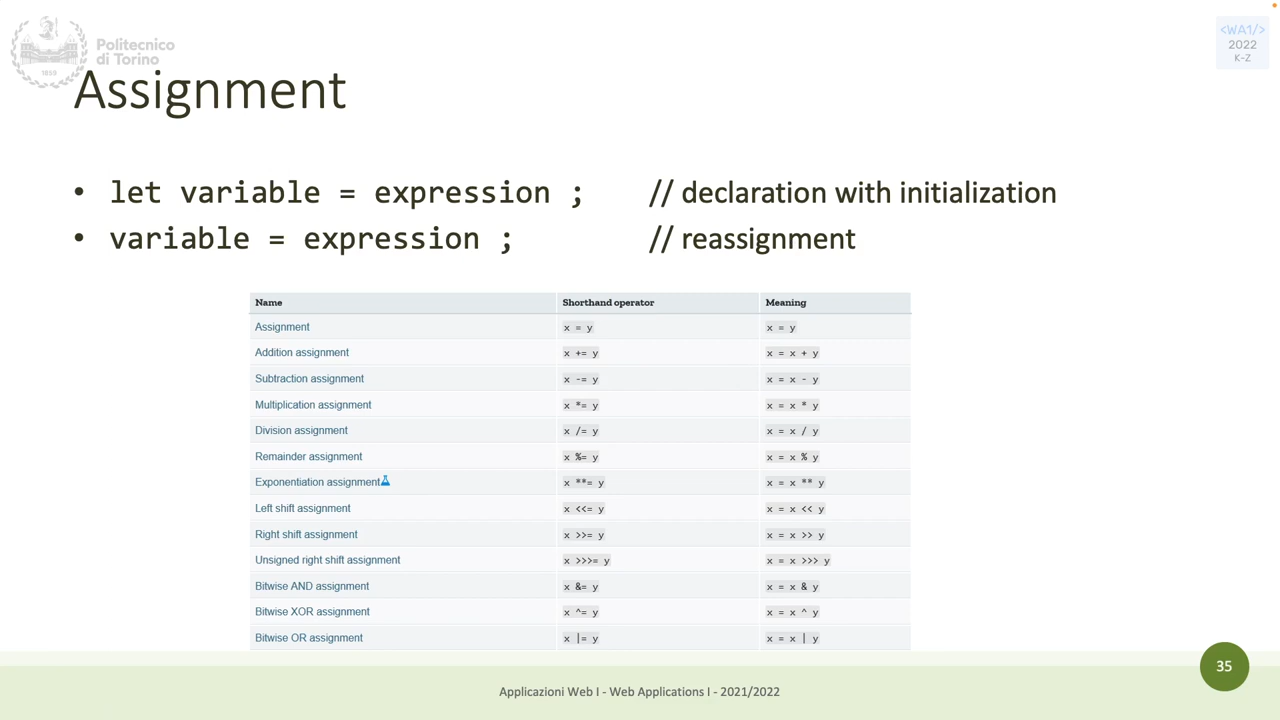 Politecnico
di Torino
1859
<WA1/>
2022
K-Z
Assignment
• let variable = expression ; // declaration with initialization
• variable = expression ; // reassignment
Name Shorthand operator Meaning
Assignment x = y x = y
Addition assignment x += y x = x + y
Subtraction assignment x -= y x = x - y
Multiplication assignment x *= y x = x * y
Division assignment x /= y x = x / y
Remainder assignment x %= y x = x % y
Exponentiation assignment x **= y x = x ** y
Left shift assignment x <<= y x = x << y
Right shift assignment x >>= y x = x >> y
Unsigned right shift assignment x >>>= y x = x >>> y
Bitwise AND assignment x &= y x = x & y
Bitwise XOR assignment x ^= y x = x ^ y
Bitwise OR assignment x |= y x = x | y
35
Applicazioni Web I - Web Applications I - 2021/2022